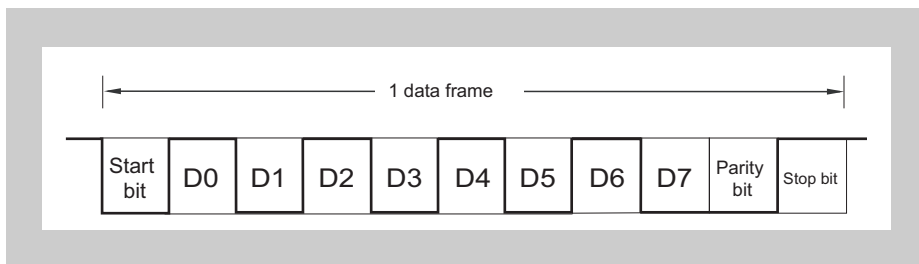 1 data frame
Start bit D0 D1 D2 D3 D4 D5 D6 D7 Parity bit Stop bit